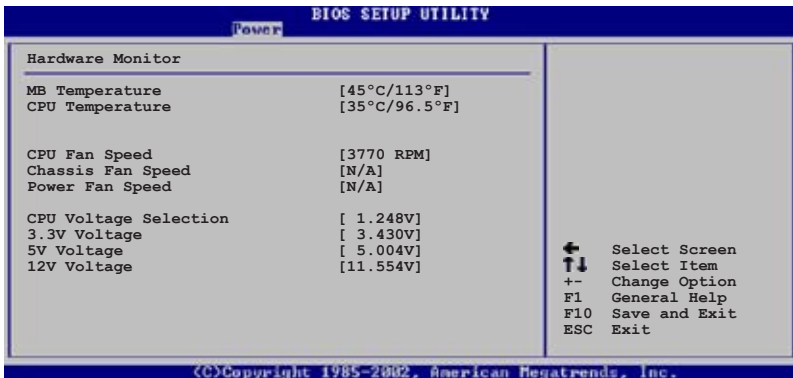 BIOS SETUP UTILITY
Power
Hardware Monitor
MB Temperature [45°C/113°F]
CPU Temperature [35°C/96.5°F]
CPU Fan Speed [3770 RPM]
Chassis Fan Speed [N/A]
Power Fan Speed [N/A]
CPU Voltage Selection [ 1.248V]
3.3V Voltage [ 3.430V]
5V Voltage [ 5.004V]
12V Voltage [11.554V]
← Select Screen
↑↓ Select Item
+- Change Option
F1 General Help
F10 Save and Exit
ESC Exit
(C)Copyright 1985-2002, American Megatrends, Inc.